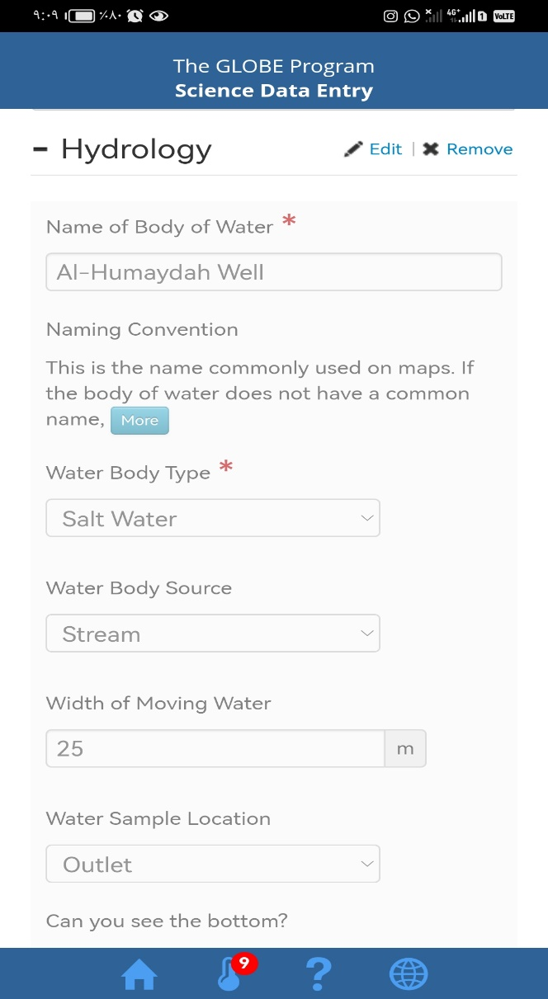 ٩:٠٩ ٪٨٠ 4G+ 1 VoLTE
The GLOBE Program
Science Data Entry
− Hydrology Edit | ✖ Remove
Name of Body of Water *
Al-Humaydah Well
Naming Convention
This is the name commonly used on maps. If
the body of water does not have a common
name, More
Water Body Type *
Salt Water
Water Body Source
Stream
Width of Moving Water
25 m
Water Sample Location
Outlet
Can you see the bottom?
9
?